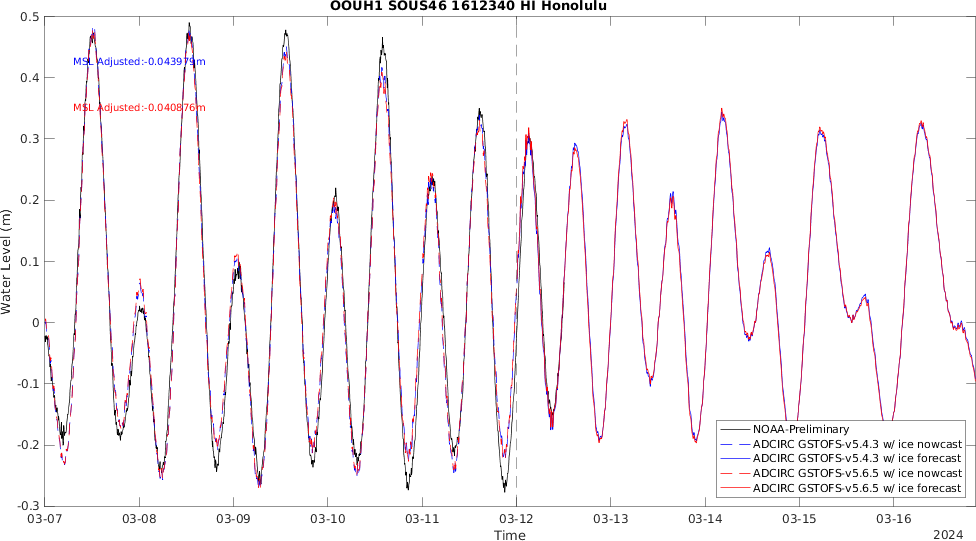 OOUH1 SOUS46 1612340 HI Honolulu
0.5
MSL Adjusted:-0.043979m
0.4
MSL Adjusted:-0.040876m
0.3
0.2
0.1
0
-0.1
-0.2
-0.3
Water Level (m)
NOAA-Preliminary
ADCIRC GSTOFS-v5.4.3 w/ ice nowcast
ADCIRC GSTOFS-v5.4.3 w/ ice forecast
ADCIRC GSTOFS-v5.6.5 w/ ice nowcast
ADCIRC GSTOFS-v5.6.5 w/ ice forecast
03-07 03-08 03-09 03-10 03-11 03-12 03-13 03-14 03-15 03-16
Time
2024